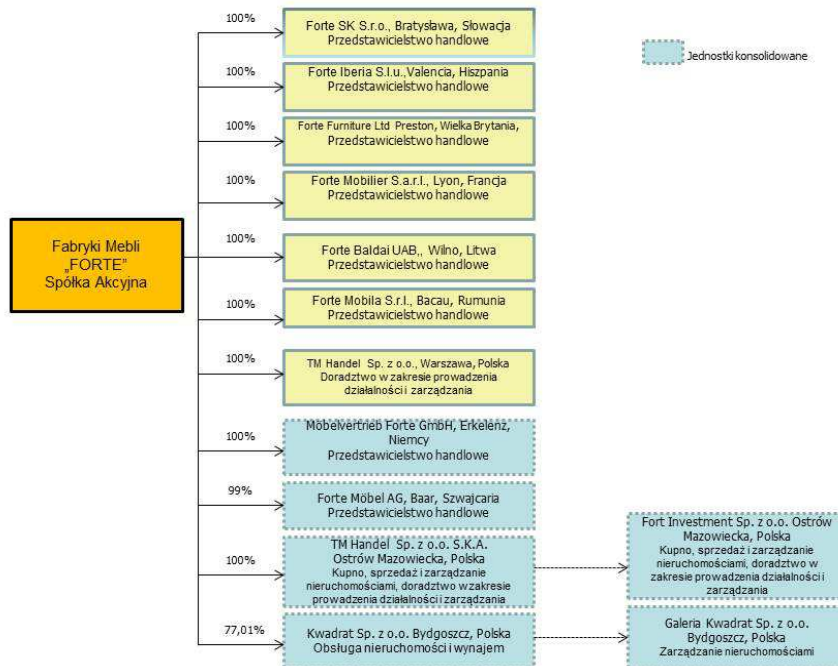 100%
Forte SK S.r.o., Bratysława, Słowacja
Przedstawicielstwo handlowe
Jednostki konsolidowane
100%
Forte Iberia S.l.u.,Valencia, Hiszpania
Przedstawicielstwo handlowe
100%
Forte Furniture Ltd Preston, Wielka Brytania,
Przedstawicielstwo handlowe
100%
Forte Mobilier S.a.r.l., Lyon, Francja
Przedstawicielstwo handlowe
Fabryki Mebli
„FORTE”
Spółka Akcyjna
100%
Forte Baldai UAB,, Wilno, Litwa
Przedstawicielstwo handlowe
100%
Forte Mobila S.r.l., Bacau, Rumunia
Przedstawicielstwo handlowe
100%
TM Handel Sp. z o.o., Warszawa, Polska
Doradztwo w zakresie prowadzenia
działalności i zarządzania
100%
Möbelvertrieb Forte GmbH, Erkelenz,
Niemcy
Przedstawicielstwo handlowe
99%
Forte Möbel AG, Baar, Szwajcaria
Przedstawicielstwo handlowe
100%
TM Handel Sp. z o.o. S.K.A.
Ostrów Mazowiecka, Polska
Kupno, sprzedaż i zarządzanie
nieruchomościami, doradztwo w zakresie
prowadzenia działalności i zarządzania
Fort Investment Sp. z o.o. Ostrów
Mazowiecka, Polska
Kupno, sprzedaż i zarządzanie
nieruchomościami, doradztwo w
zakresie prowadzenia działalności i
zarządzania
77,01%
Kwadrat Sp. z o.o. Bydgoszcz, Polska
Obsługa nieruchomości i wynajem
Galeria Kwadrat Sp. z o.o.
Bydgoszcz, Polska
Zarządzanie nieruchomościami